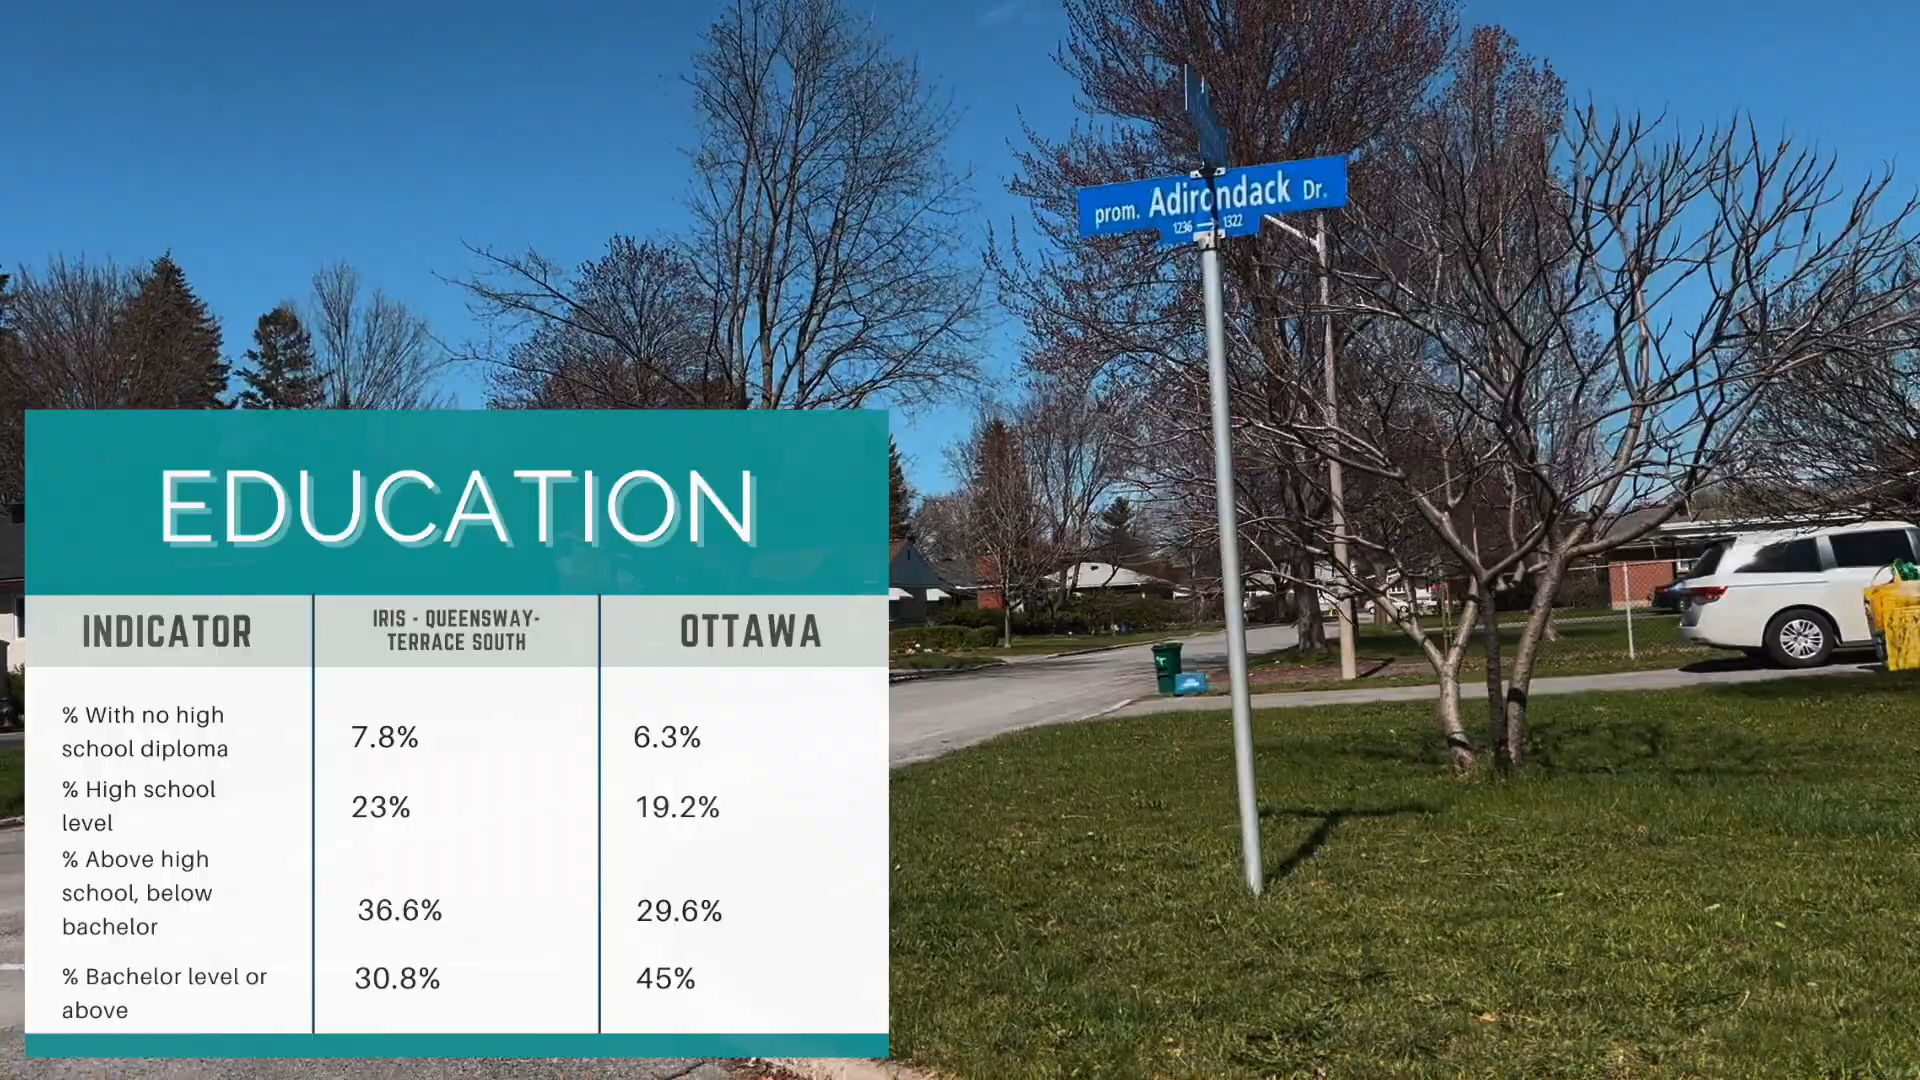 prom. Adirondack Dr.
1236 → 1322
EDUCATION
INDICATOR
IRIS - QUEENSWAY-
TERRACE SOUTH
OTTAWA
% With no high
school diploma
7.8%
6.3%
% High school
level
23%
19.2%
% Above high
school, below
bachelor
36.6%
29.6%
% Bachelor level or
above
30.8%
45%